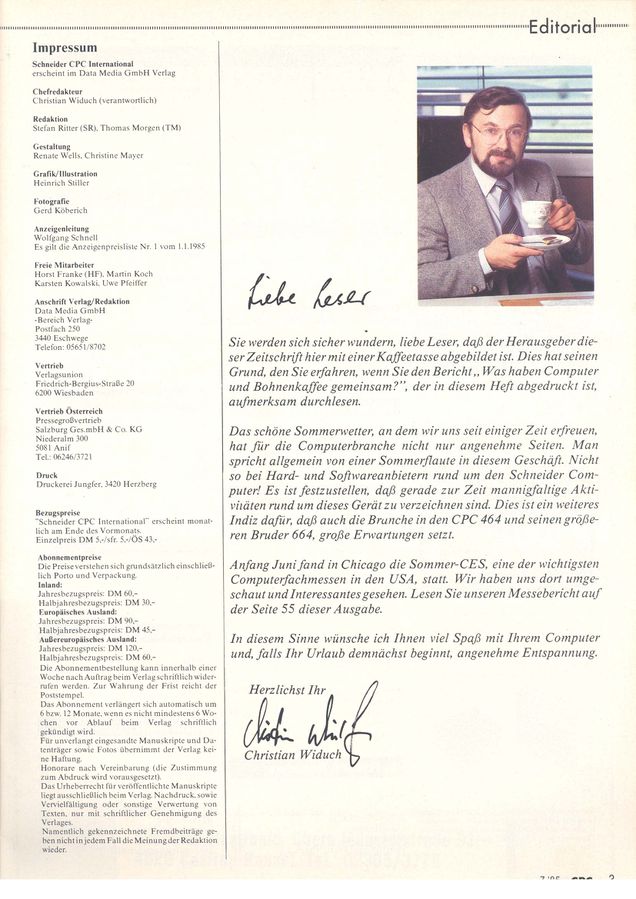 Editorial
Impressum
Schneider CPC International
erscheint im Data Media GmbH Verlag
Chefredakteur
Christian Widuch (verantwortlich)
Redaktion
Stefan Ritter (SR), Thomas Morgen (TM)
Gestaltung
Renate Wells, Christine Mayer
Grafik/Illustration
Heinrich Stiller
Fotografie
Gerd Köberich
Anzeigenleitung
Wolfgang Schnell
Es gilt die Anzeigenpreisliste Nr. 1 vom 1.1.1985
Freie Mitarbeiter
Horst Franke (HF), Martin Koch
Karsten Kowalski, Uwe Pfeiffer
Anschrift Verlag/Redaktion
Data Media GmbH
-Bereich Verlag-
Postfach 250
3440 Eschwege
Telefon: 05651/8702
Vertrieb
Verlagsunion
Friedrich-Bergius-Straße 20
6200 Wiesbaden
Vertrieb Österreich
Pressegroßvertrieb
Salzburg Ges.mbH & Co. KG
Niederalm 300
5081 Anif
Tel.: 06246/3721
Druck
Druckerei Jungfer, 3420 Herzberg
Bezugspreise
"Schneider CPC International" erscheint monat-
lich am Ende des Vormonats.
Einzelpreis DM 5,-/sfr. 5,-/ÖS 43,-
Abonnementpreise
Die Preise verstehen sich grundsätzlich einschließ-
lich Porto und Verpackung.
Inland:
Jahresbezugspreis: DM 60,-
Halbjahresbezugspreis: DM 30,-
Europäisches Ausland:
Jahresbezugspreis: DM 90,-
Halbjahresbezugspreis: DM 45,-
Außereuropäisches Ausland:
Jahresbezugspreis: DM 120,-
Halbjahresbezugspreis: DM 60,-
Die Abonnementbestellung kann innerhalb einer
Woche nach Auftrag beim Verlag schriftlich wider-
rufen werden. Zur Wahrung der Frist reicht der
Poststempel.
Das Abonnement verlängert sich automatisch um
6 bzw. 12 Monate, wenn es nicht mindestens 6 Wo-
chen vor Ablauf beim Verlag schriftlich
gekündigt wird.
Für unverlangt eingesandte Manuskripte und Da-
tenträger sowie Fotos übernimmt der Verlag kei-
ne Haftung.
Honorare nach Vereinbarung (die Zustimmung
zum Abdruck wird vorausgesetzt).
Das Urheberrecht für veröffentlichte Manuskripte
liegt ausschließlich beim Verlag. Nachdruck, sowie
Vervielfältigung oder sonstige Verwertung von
Texten, nur mit schriftlicher Genehmigung des
Verlages.
Namentlich gekennzeichnete Fremdbeiträge ge-
ben nicht in jedem Fall die Meinung der Redaktion
wieder.
Liebe Leser
Sie werden sich sicher wundern, liebe Leser, daß der Herausgeber die-
ser Zeitschrift hier mit einer Kaffeetasse abgebildet ist. Dies hat seinen
Grund, den Sie erfahren, wenn Sie den Bericht „Was haben Computer
und Bohnenkaffee gemeinsam?", der in diesem Heft abgedruckt ist,
aufmerksam durchlesen.
Das schöne Sommerwetter, an dem wir uns seit einiger Zeit erfreuen,
hat für die Computerbranche nicht nur angenehme Seiten. Man
spricht allgemein von einer Sommerflaute in diesem Geschäft. Nicht
so bei Hard- und Softwareanbietern rund um den Schneider Com-
puter! Es ist festzustellen, daß gerade zur Zeit mannigfaltige Akti-
vitäten rund um dieses Gerät zu verzeichnen sind. Dies ist ein weiteres
Indiz dafür, daß auch die Branche in den CPC 464 und seinen größe-
ren Bruder 664, große Erwartungen setzt.
Anfang Juni fand in Chicago die Sommer-CES, eine der wichtigsten
Computerfachmessen in den USA, statt. Wir haben uns dort umge-
schaut und Interessantes gesehen. Lesen Sie unseren Messebericht auf
der Seite 55 dieser Ausgabe.
In diesem Sinne wünsche ich Ihnen viel Spaß mit Ihrem Computer
und, falls Ihr Urlaub demnächst beginnt, angenehme Entspannung.
Herzlichst Ihr
Christian Widuch
Christian Widuch
7/85 CPC 3